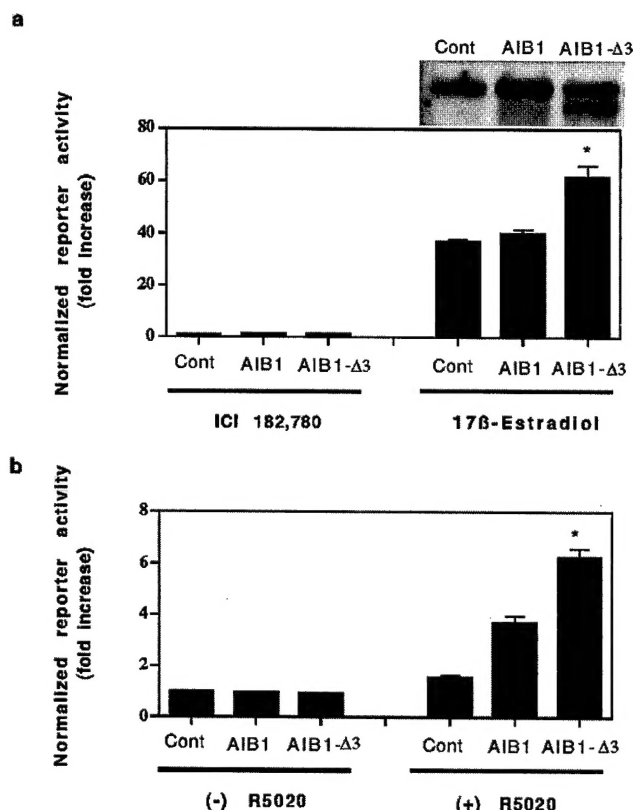 a
Cont AIB1 AIB1-Δ3
Normalized reporter activity
(fold increase)
80
60
40
20
0
*
Cont AIB1 AIB1-Δ3 Cont AIB1 AIB1-Δ3
ICI 182,780 17ß-Estradiol
b
Normalized reporter activity
(fold increase)
8
6
4
2
0
*
Cont AIB1 AIB1-Δ3 Cont AIB1 AIB1-Δ3
(-) R5020 (+) R5020